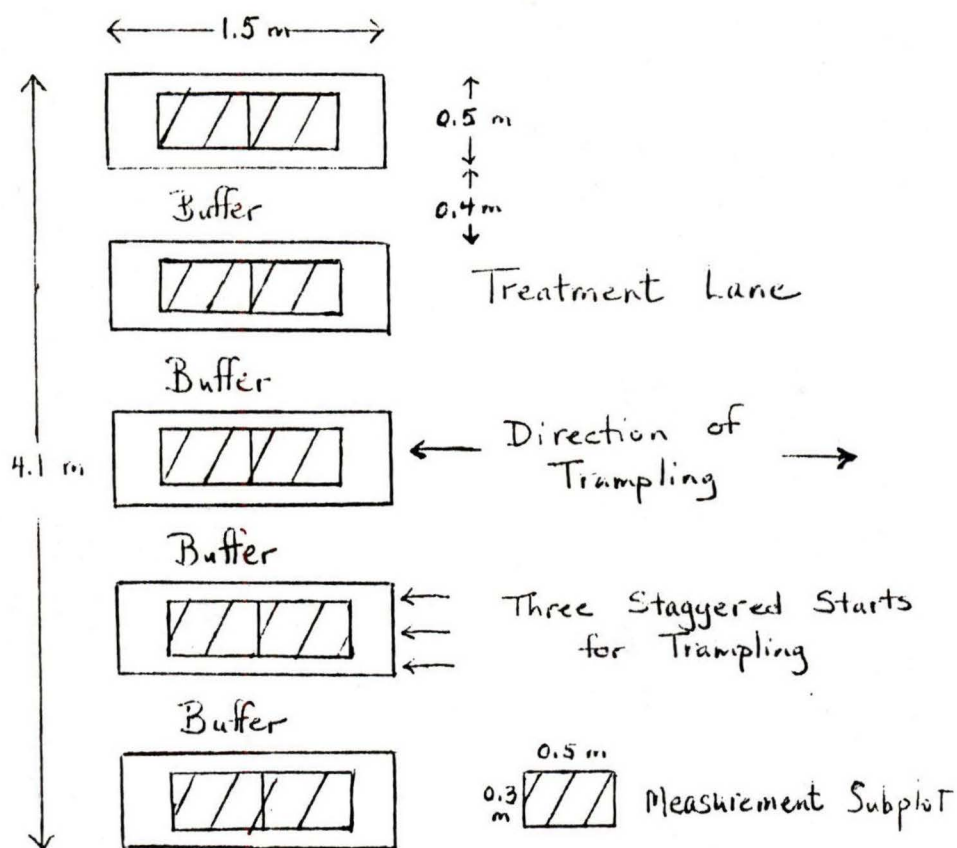 1.5 m
0.5 m
Buffer
0.4 m
Treatment Lane
Buffer
4.1 m
Direction of
Trampling
Buffer
Three Staggered Starts
for Trampling
Buffer
0.5 m
0.3
m
Measurement Subplot